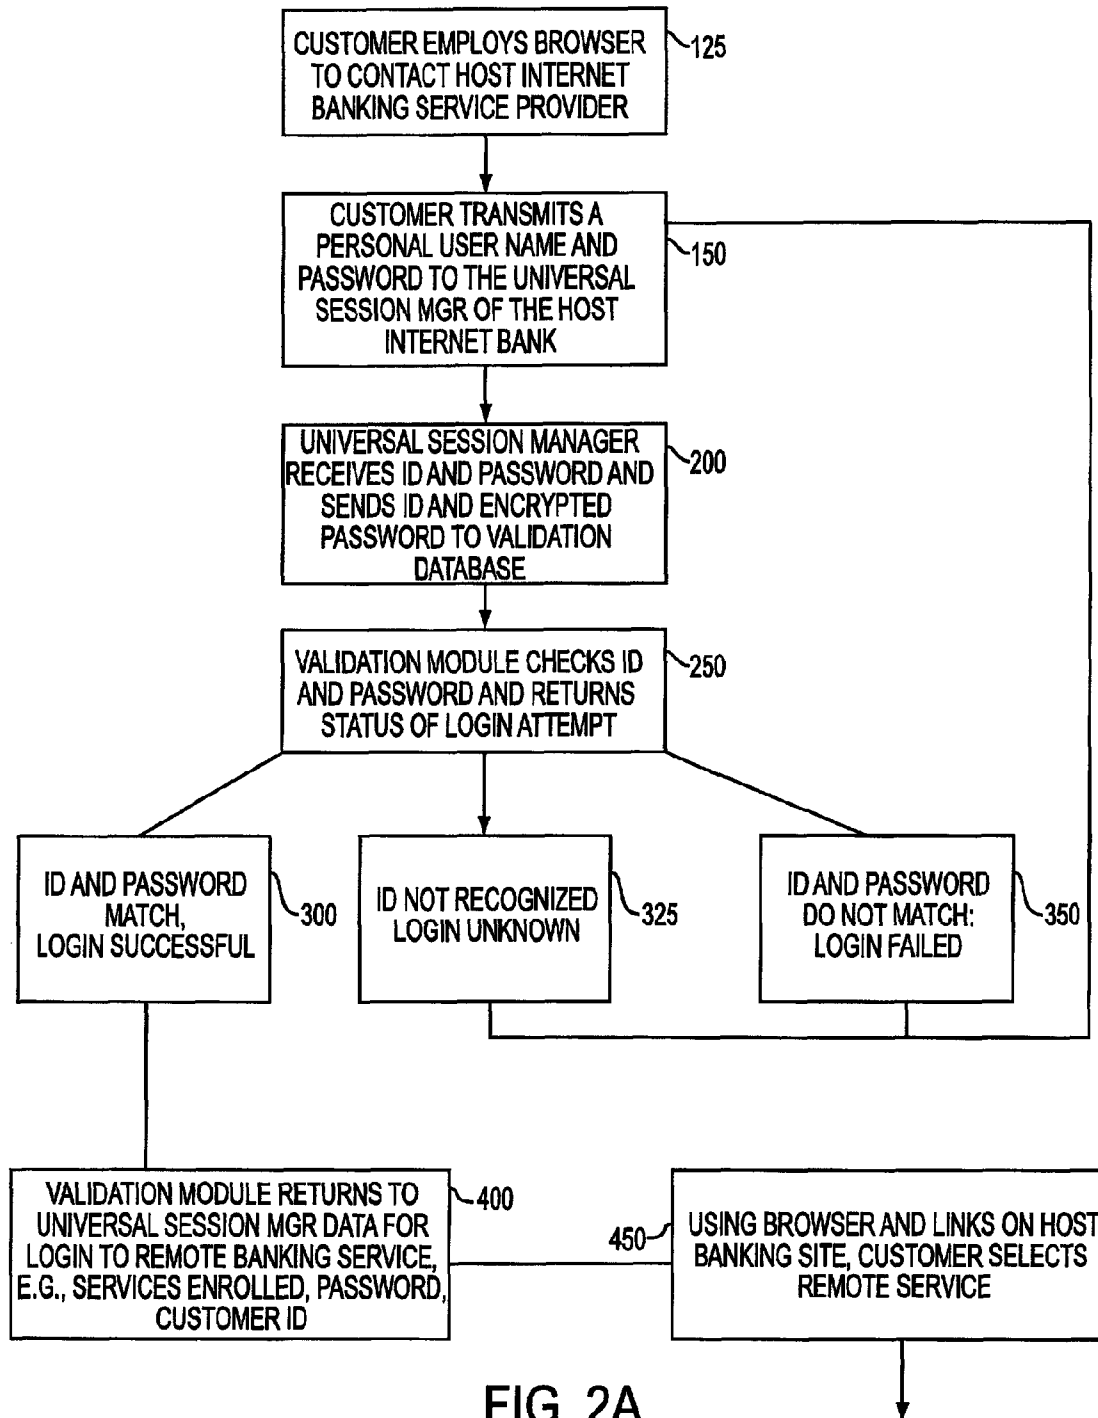 CUSTOMER EMPLOYS BROWSER
TO CONTACT HOST INTERNET
BANKING SERVICE PROVIDER
125
CUSTOMER TRANSMITS A
PERSONAL USER NAME AND
PASSWORD TO THE UNIVERSAL
SESSION MGR OF THE HOST
INTERNET BANK
150
UNIVERSAL SESSION MANAGER
RECEIVES ID AND PASSWORD AND
SENDS ID AND ENCRYPTED
PASSWORD TO VALIDATION
DATABASE
200
VALIDATION MODULE CHECKS ID
AND PASSWORD AND RETURNS
STATUS OF LOGIN ATTEMPT
250
ID AND PASSWORD
MATCH,
LOGIN SUCCESSFUL
300
ID NOT RECOGNIZED
LOGIN UNKNOWN
325
ID AND PASSWORD
DO NOT MATCH:
LOGIN FAILED
350
VALIDATION MODULE RETURNS TO
UNIVERSAL SESSION MGR DATA FOR
LOGIN TO REMOTE BANKING SERVICE,
E.G., SERVICES ENROLLED, PASSWORD,
CUSTOMER ID
400
450
USING BROWSER AND LINKS ON HOST
BANKING SITE, CUSTOMER SELECTS
REMOTE SERVICE
FIG. 2A